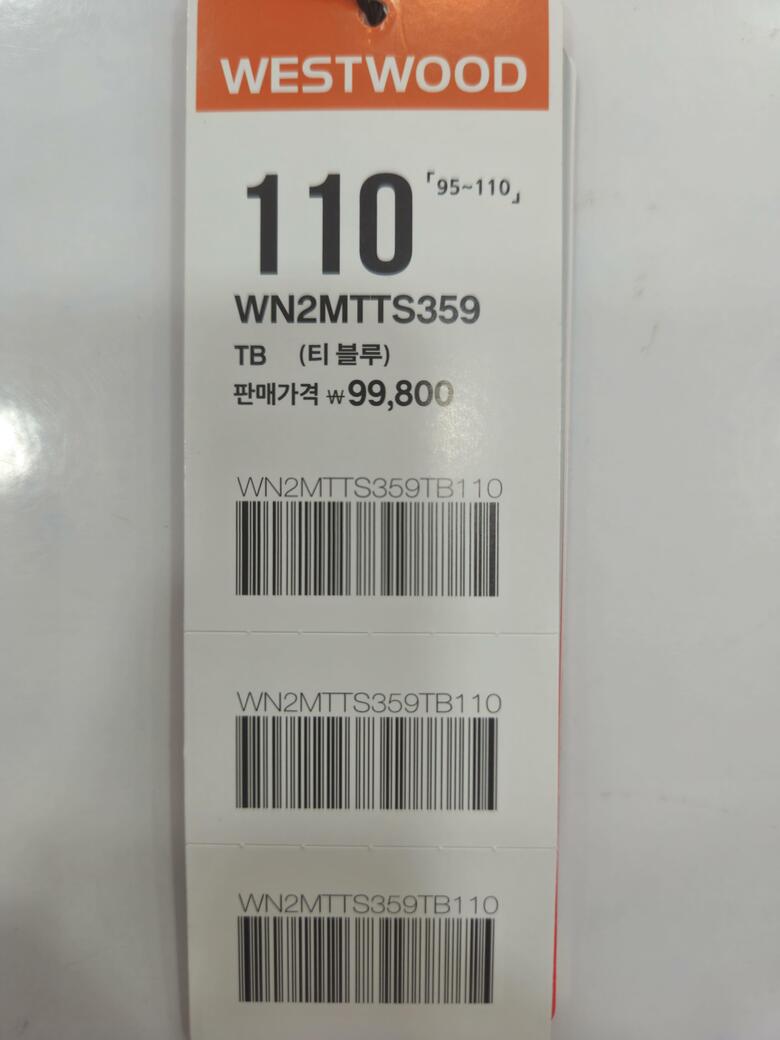 WESTWOOD
110 「95~110」
WN2MTTS359
TB (티 블루)
판매가격 ₩99,800
WN2MTTS359TB110
WN2MTTS359TB110
WN2MTTS359TB110